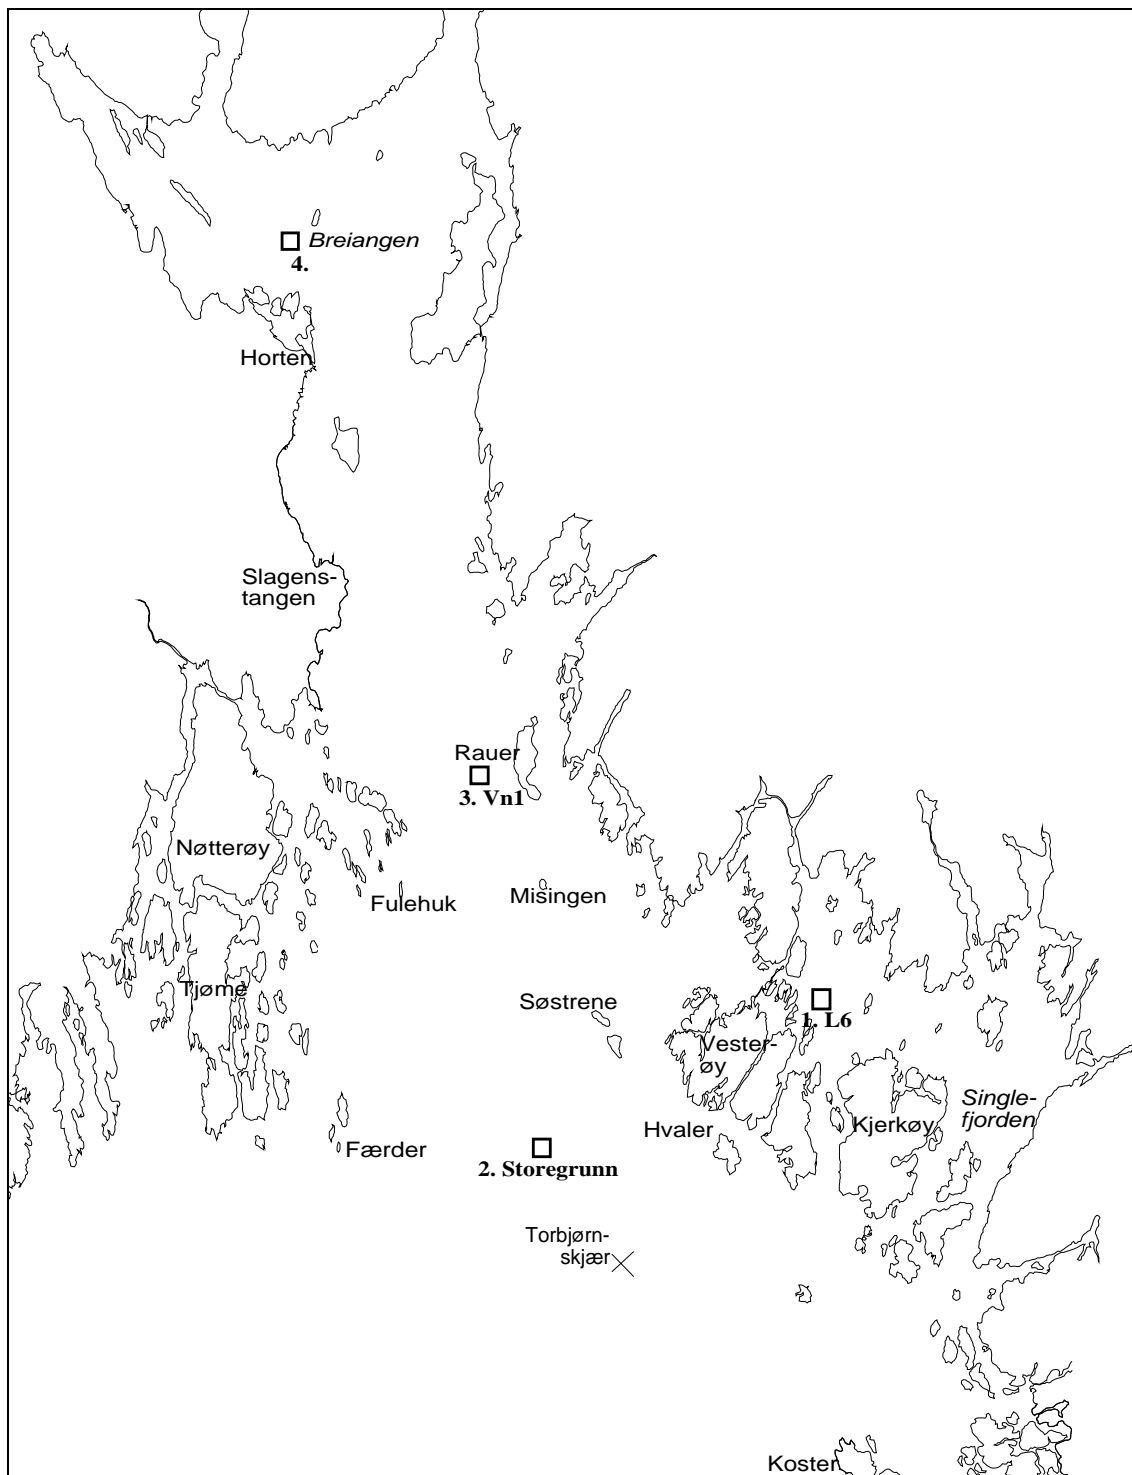 Breiangen
4.
Horten
Slagens-
tangen
Rauer
3. Vn1
Nøtterøy
Fulehuk
Misingen
Tjøme
Søstrene
1. L6
Vester-
øy
Single-
fjorden
Hvaler
Kjerkøy
Færder
2. Storegrunn
Torbjørn-
skjær
Koster